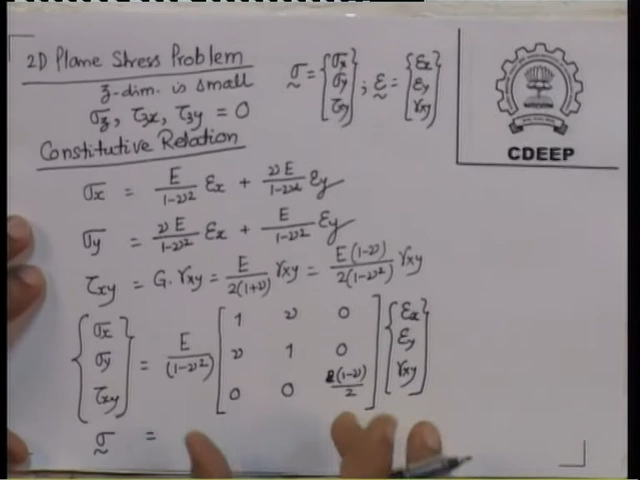 2D Plane Stress Problem
z-dim. is small
σz, τzx, τzy = 0
σ = {σx σy τxy} ; ε = {εx εy γxy}
CDEEP
Constitutive Relation
σx = E/1-ν² εx + νE/1-ν² εy
σy = νE/1-ν² εx + E/1-ν² εy
τxy = G.γxy = E/2(1+ν) γxy = E(1-ν)/2(1-ν²) γxy
{σx σy τxy} = E/(1-ν²) [1 ν 0
ν 1 0
0 0 (1-ν)/2] {εx εy γxy}
σ =